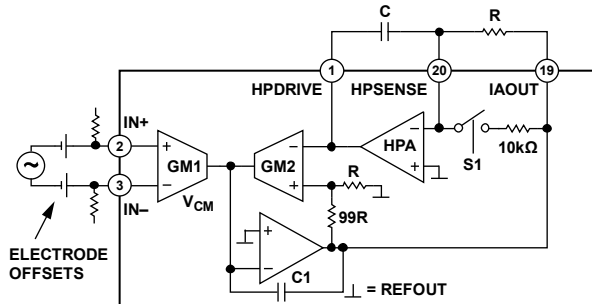 C
R
1
20
19
HPDRIVE
HPSENSE
IAOUT
IN+
2
+
GM1
−
VCM
3
IN−
−
GM2
+
HPA
−
+
S1
10kΩ
R
99R
+
−
C1
ELECTRODE
OFFSETS
= REFOUT